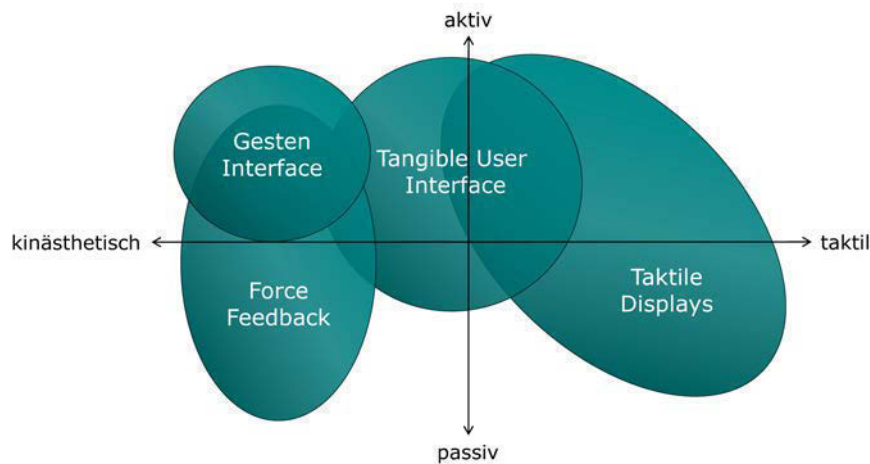 aktiv
Gesten
Interface
Tangible User
Interface
kinästhetisch
taktil
Force
Feedback
Taktile
Displays
passiv